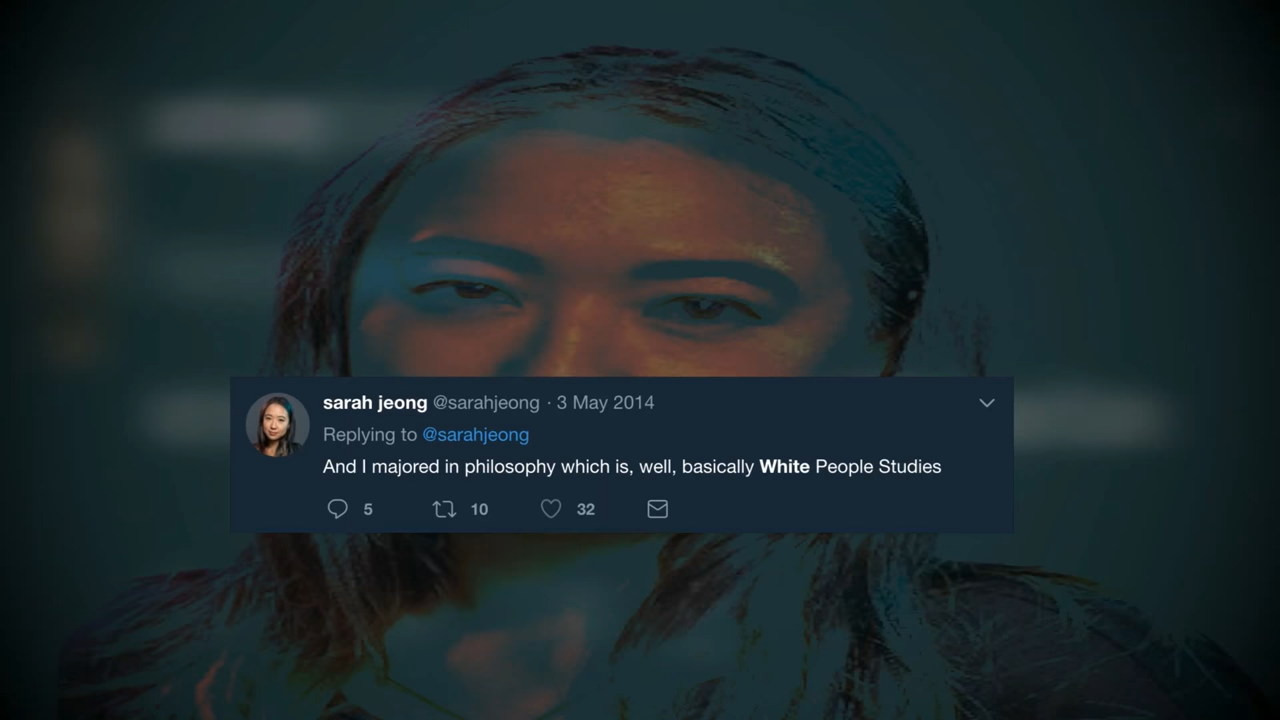 sarah jeong @sarahjeong · 3 May 2014
Replying to @sarahjeong
And I majored in philosophy which is, well, basically White People Studies
5 10 32